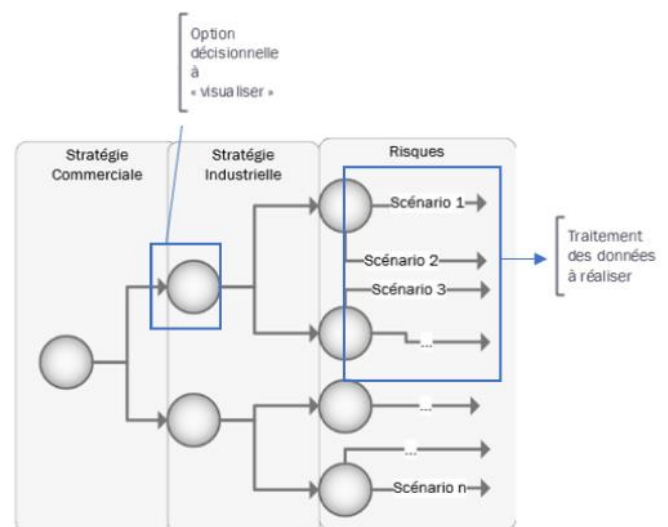 Option
décisionnelle
à
« visualiser »
Stratégie
Commerciale
Stratégie
Industrielle
Risques
Scénario 1
Scénario 2
Scénario 3
...
...
...
Scénario n
Traitement
des données
à réaliser